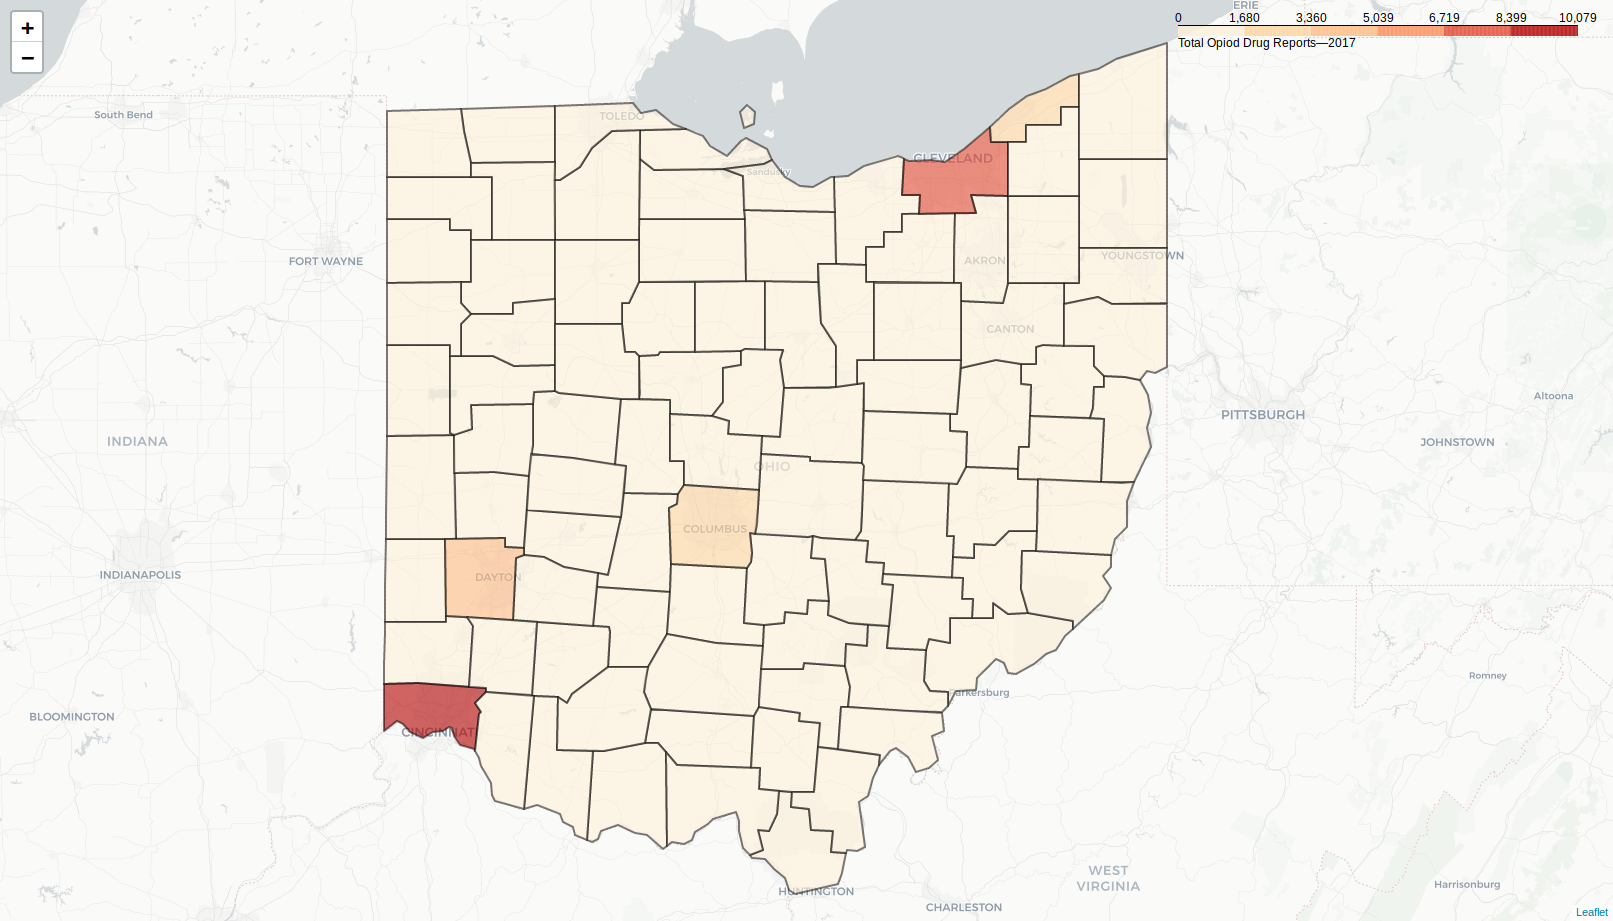 +
−
ERIE
0 1,680 3,360 5,039 6,719 8,399 10,079
Total Opiod Drug Reports—2017
South Bend
TOLEDO
CLEVELAND
Sandusky
FORT WAYNE
AKRON
YOUNGSTOWN
CANTON
Altoona
PITTSBURGH
INDIANA
JOHNSTOWN
OHIO
COLUMBUS
INDIANAPOLIS
DAYTON
Romney
arkersburg
BLOOMINGTON
CINCINNAT
WEST
VIRGINIA
Harrisonburg
HUNTINGTON
CHARLESTON
Leaflet